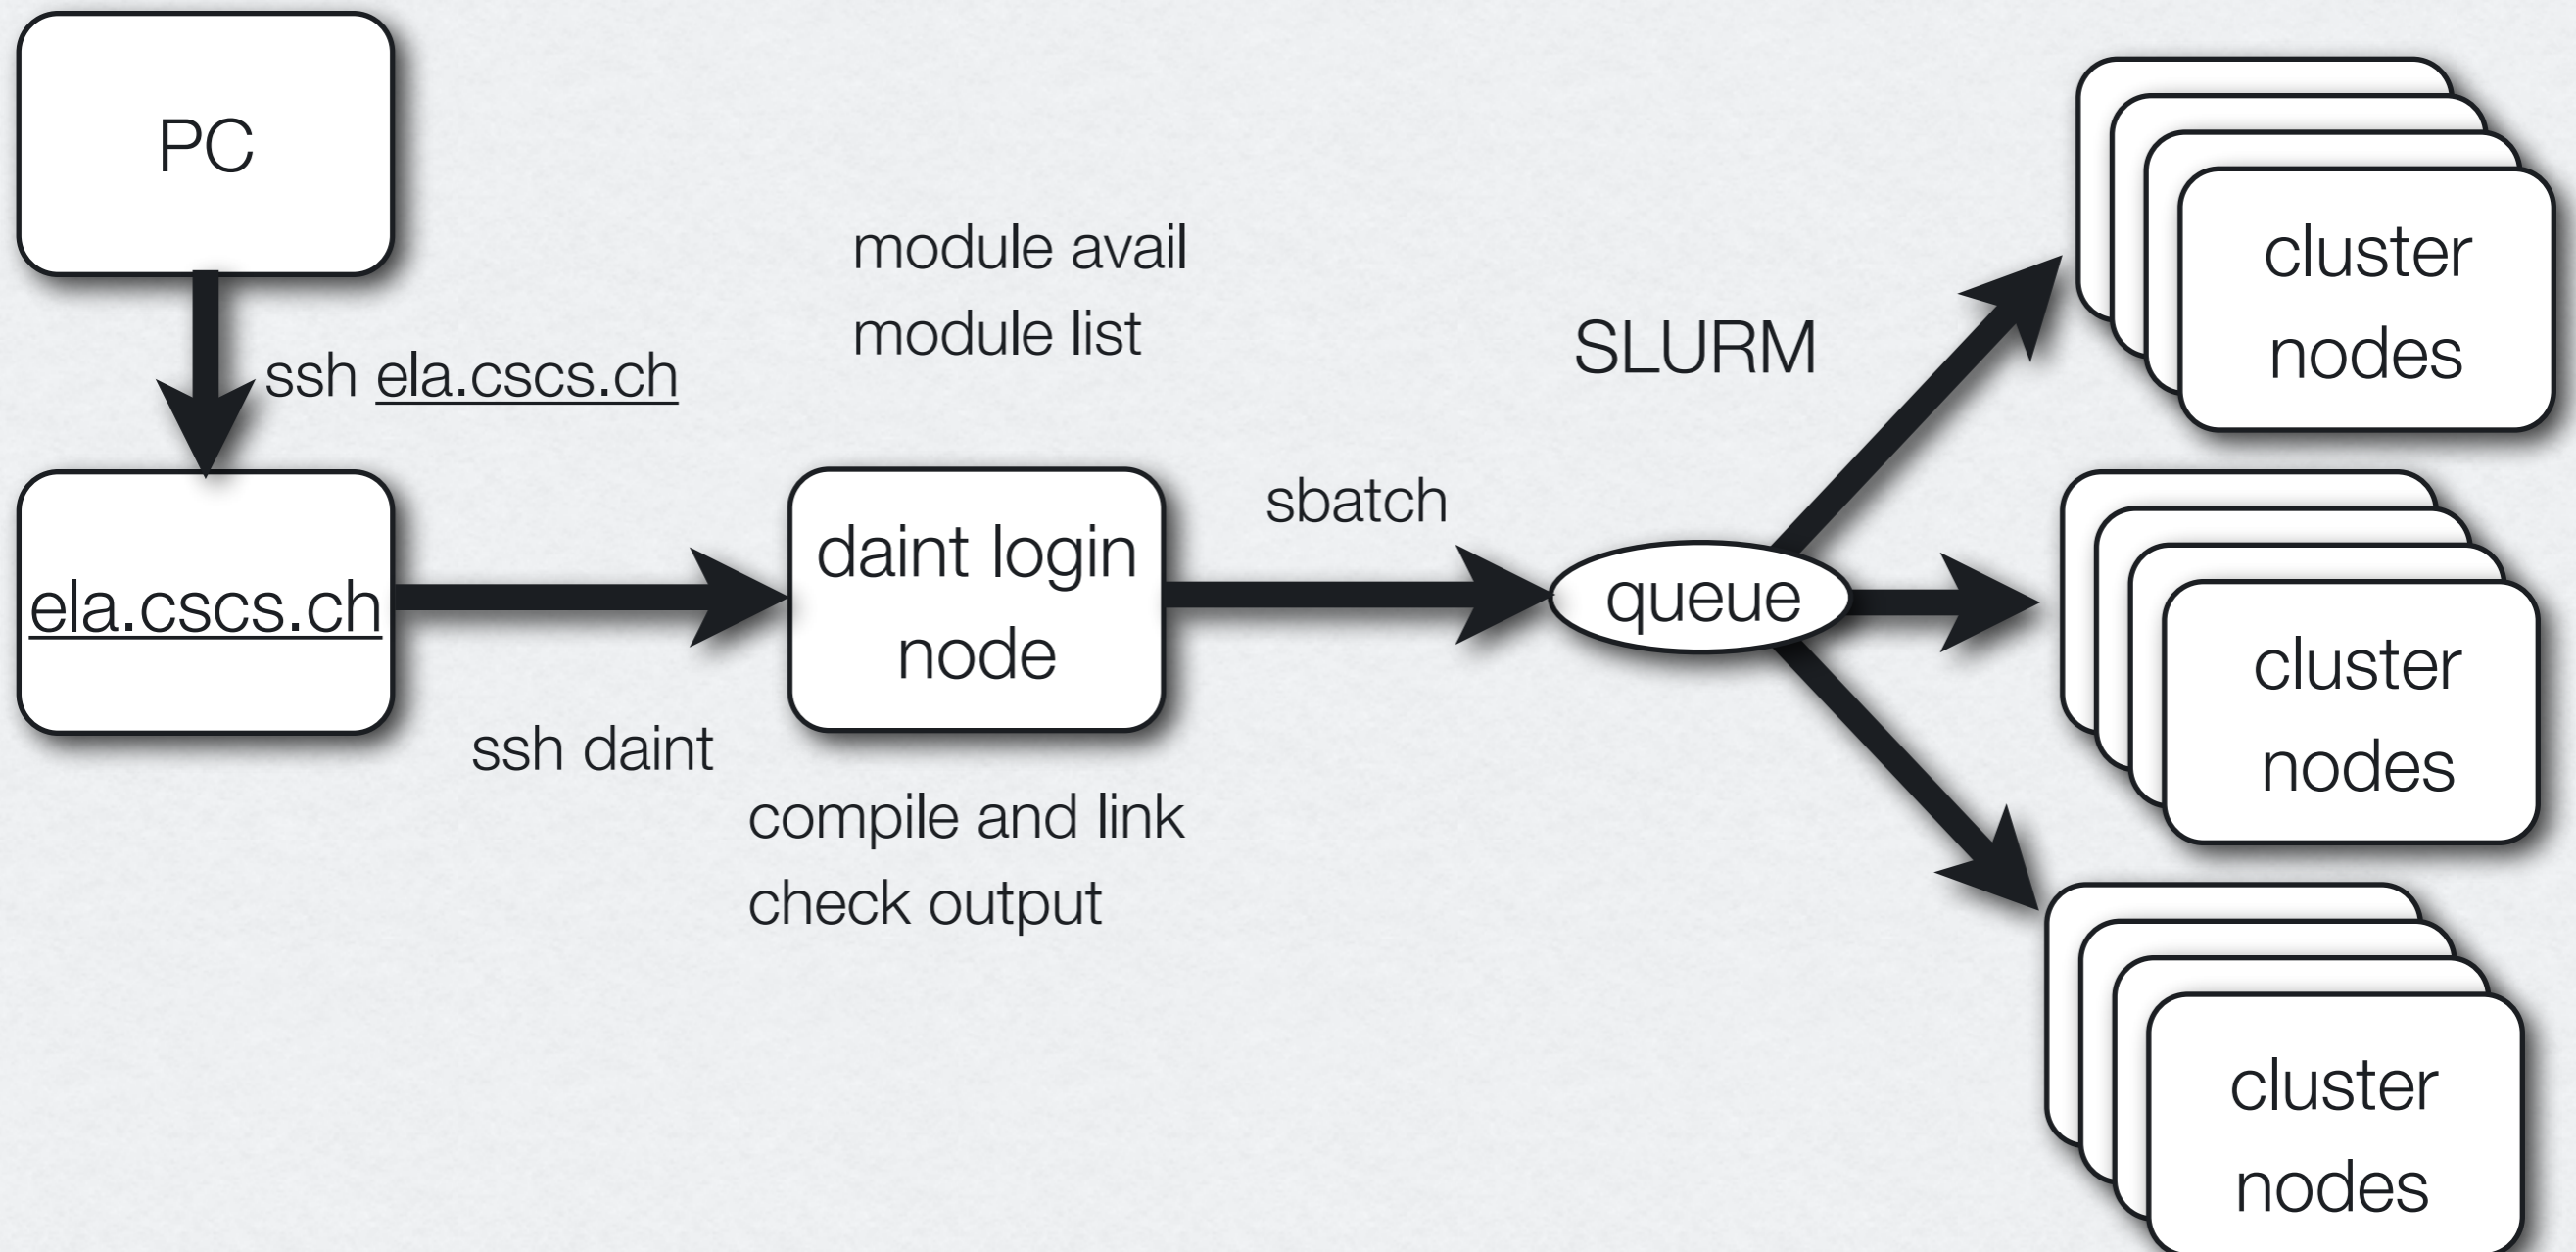 PC
ssh ela.cscs.ch
ela.cscs.ch
ssh daint
module avail
module list
daint login
node
compile and link
check output
sbatch
queue
SLURM
cluster
nodes
cluster
nodes
cluster
nodes